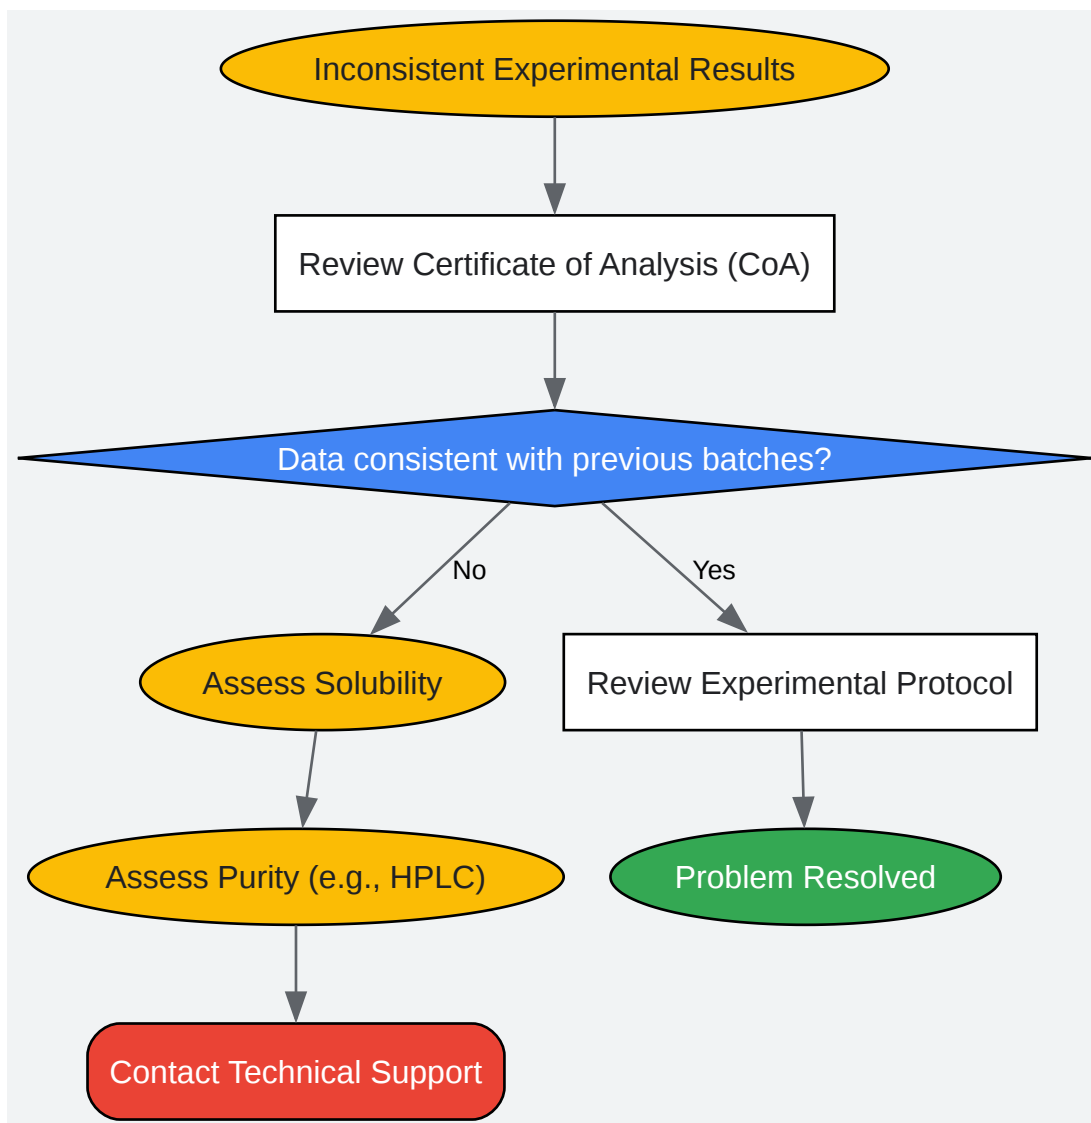 Inconsistent Experimental Results
Review Certificate of Analysis (CoA)
Data consistent with previous batches?
No
Yes
Assess Solubility
Review Experimental Protocol
Assess Purity (e.g., HPLC)
Problem Resolved
Contact Technical Support